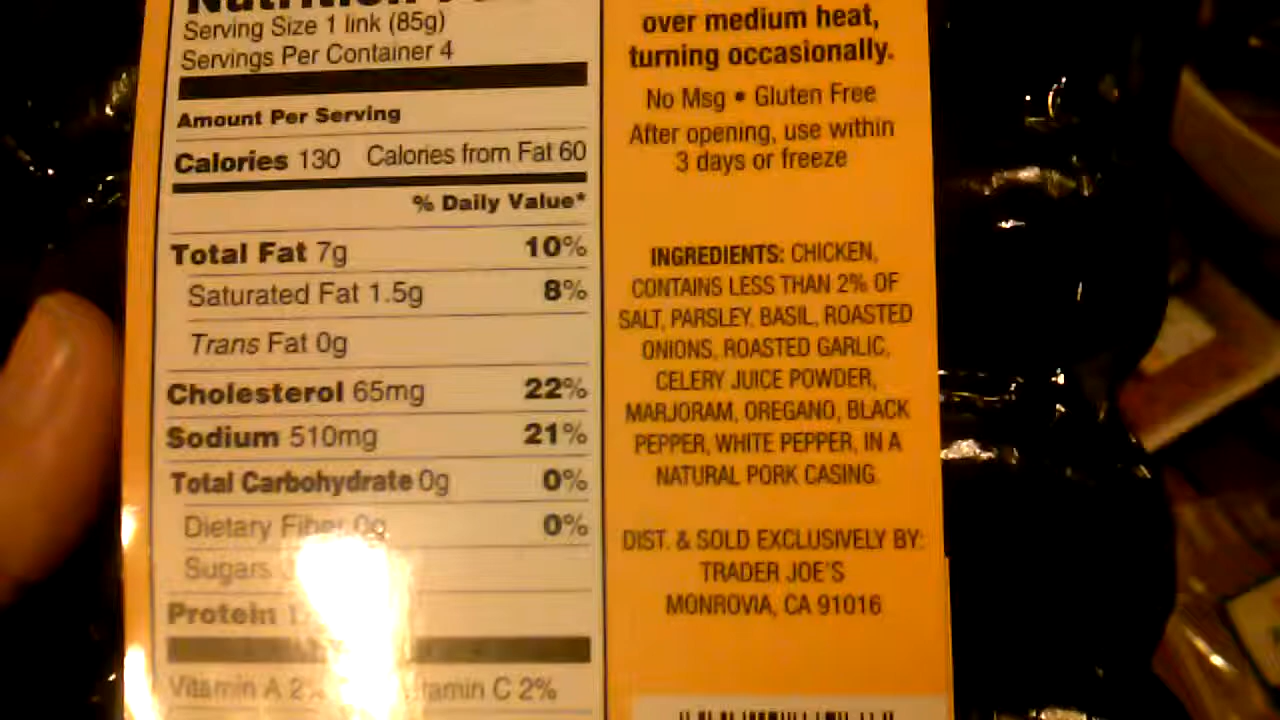 Serving Size 1 link (85g)
Servings Per Container 4
Amount Per Serving
Calories 130 Calories from Fat 60
% Daily Value*
Total Fat 7g 10%
Saturated Fat 1.5g 8%
Trans Fat 0g
Cholesterol 65mg 22%
Sodium 510mg 21%
Total Carbohydrate 0g 0%
Dietary Fiber 0g 0%
Sugars
Protein
Vitamin A 2% Vitamin C 2%
over medium heat,
turning occasionally.
No Msg • Gluten Free
After opening, use within
3 days or freeze
INGREDIENTS: CHICKEN,
CONTAINS LESS THAN 2% OF
SALT, PARSLEY, BASIL, ROASTED
ONIONS, ROASTED GARLIC,
CELERY JUICE POWDER,
MARJORAM, OREGANO, BLACK
PEPPER, WHITE PEPPER, IN A
NATURAL PORK CASING.
DIST. & SOLD EXCLUSIVELY BY:
TRADER JOE'S
MONROVIA, CA 91016